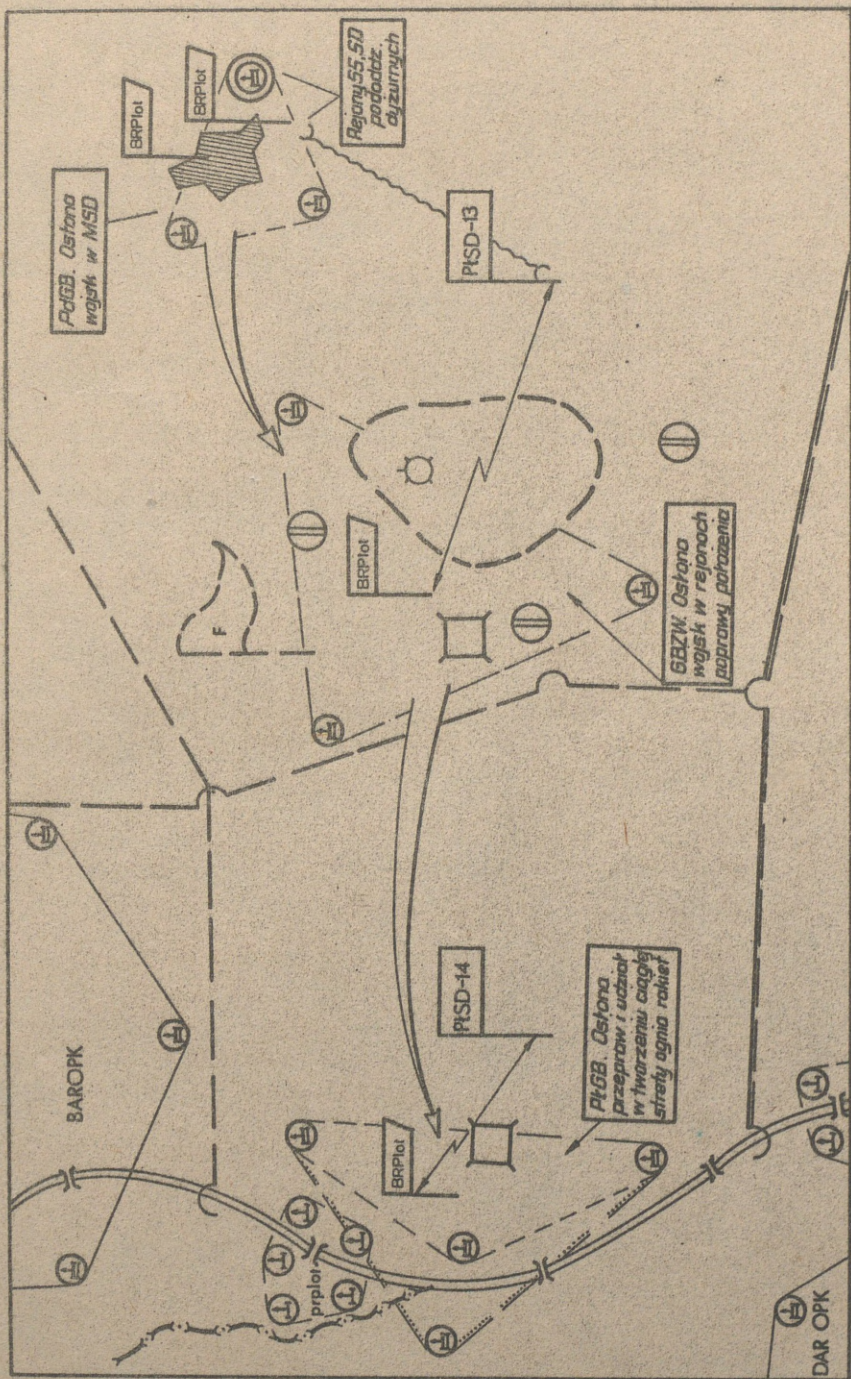 BRPlot
BRPlot
PdGB. Osłona
wojsk w MSD
Rejony SS, SD
pododdz.
dyżurnych
PŁSD-13
BRPlot
F
GBZW. Osłona
wojsk w rejonach
poprawy położenia
BAROPK
PŁSD-14
BRPlot
PŁGB. Osłona
przepraw i udział
w tworzeniu ciągłej
strefy ognia rakiet
prplot
DAR OPK